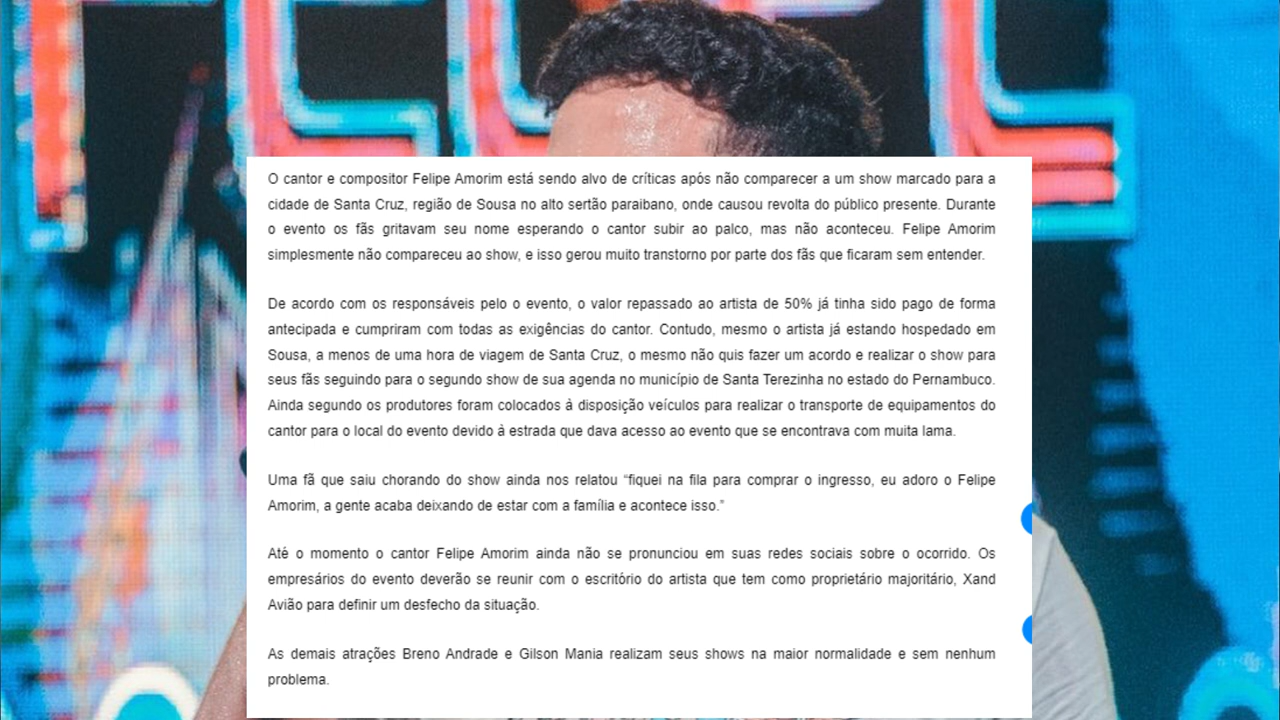 O cantor e compositor Felipe Amorim está sendo alvo de críticas após não comparecer a um show marcado para a
cidade de Santa Cruz, região de Sousa no alto sertão paraibano, onde causou revolta do público presente. Durante
o evento os fãs gritavam seu nome esperando o cantor subir ao palco, mas não aconteceu. Felipe Amorim
simplesmente não compareceu ao show, e isso gerou muito transtorno por parte dos fãs que ficaram sem entender.
De acordo com os responsáveis pelo o evento, o valor repassado ao artista de 50% já tinha sido pago de forma
antecipada e cumpriram com todas as exigências do cantor. Contudo, mesmo o artista já estando hospedado em
Sousa, a menos de uma hora de viagem de Santa Cruz, o mesmo não quis fazer um acordo e realizar o show para
seus fãs seguindo para o segundo show de sua agenda no município de Santa Terezinha no estado do Pernambuco.
Ainda segundo os produtores foram colocados à disposição veículos para realizar o transporte de equipamentos do
cantor para o local do evento devido à estrada que dava acesso ao evento que se encontrava com muita lama.
Uma fã que saiu chorando do show ainda nos relatou “fiquei na fila para comprar o ingresso, eu adoro o Felipe
Amorim, a gente acaba deixando de estar com a família e acontece isso.”
Até o momento o cantor Felipe Amorim ainda não se pronunciou em suas redes sociais sobre o ocorrido. Os
empresários do evento deverão se reunir com o escritório do artista que tem como proprietário majoritário, Xand
Avião para definir um desfecho da situação.
As demais atrações Breno Andrade e Gilson Mania realizam seus shows na maior normalidade e sem nenhum
problema.